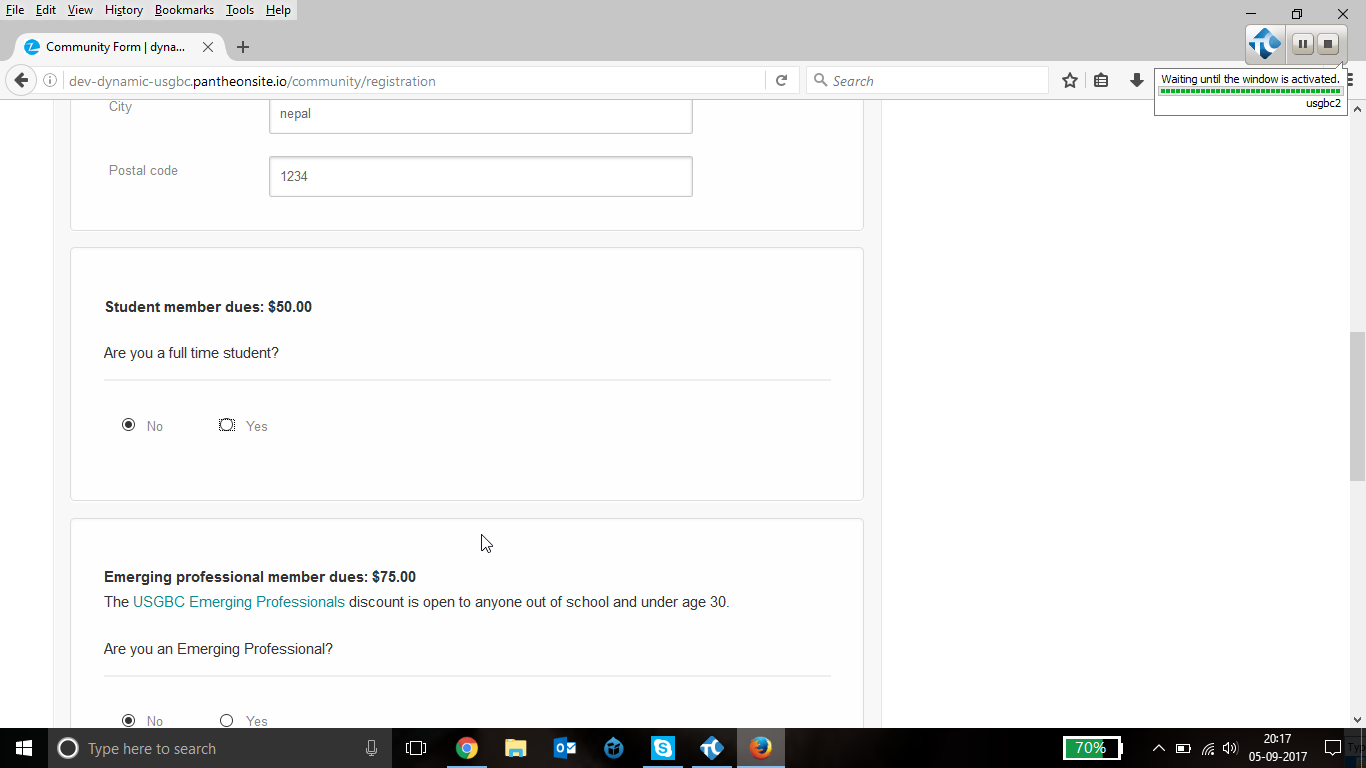 File Edit View History Bookmarks Tools Help
Community Form | dyna...
dev-dynamic-usgbc.pantheonsite.io/community/registration
Search
Waiting until the window is activated.
usgbc2
City
nepal
Postal code
1234
Student member dues: $50.00
Are you a full time student?
No Yes
Emerging professional member dues: $75.00
The USGBC Emerging Professionals discount is open to anyone out of school and under age 30.
Are you an Emerging Professional?
No Yes
Type here to search
70%
20:17
05-09-2017